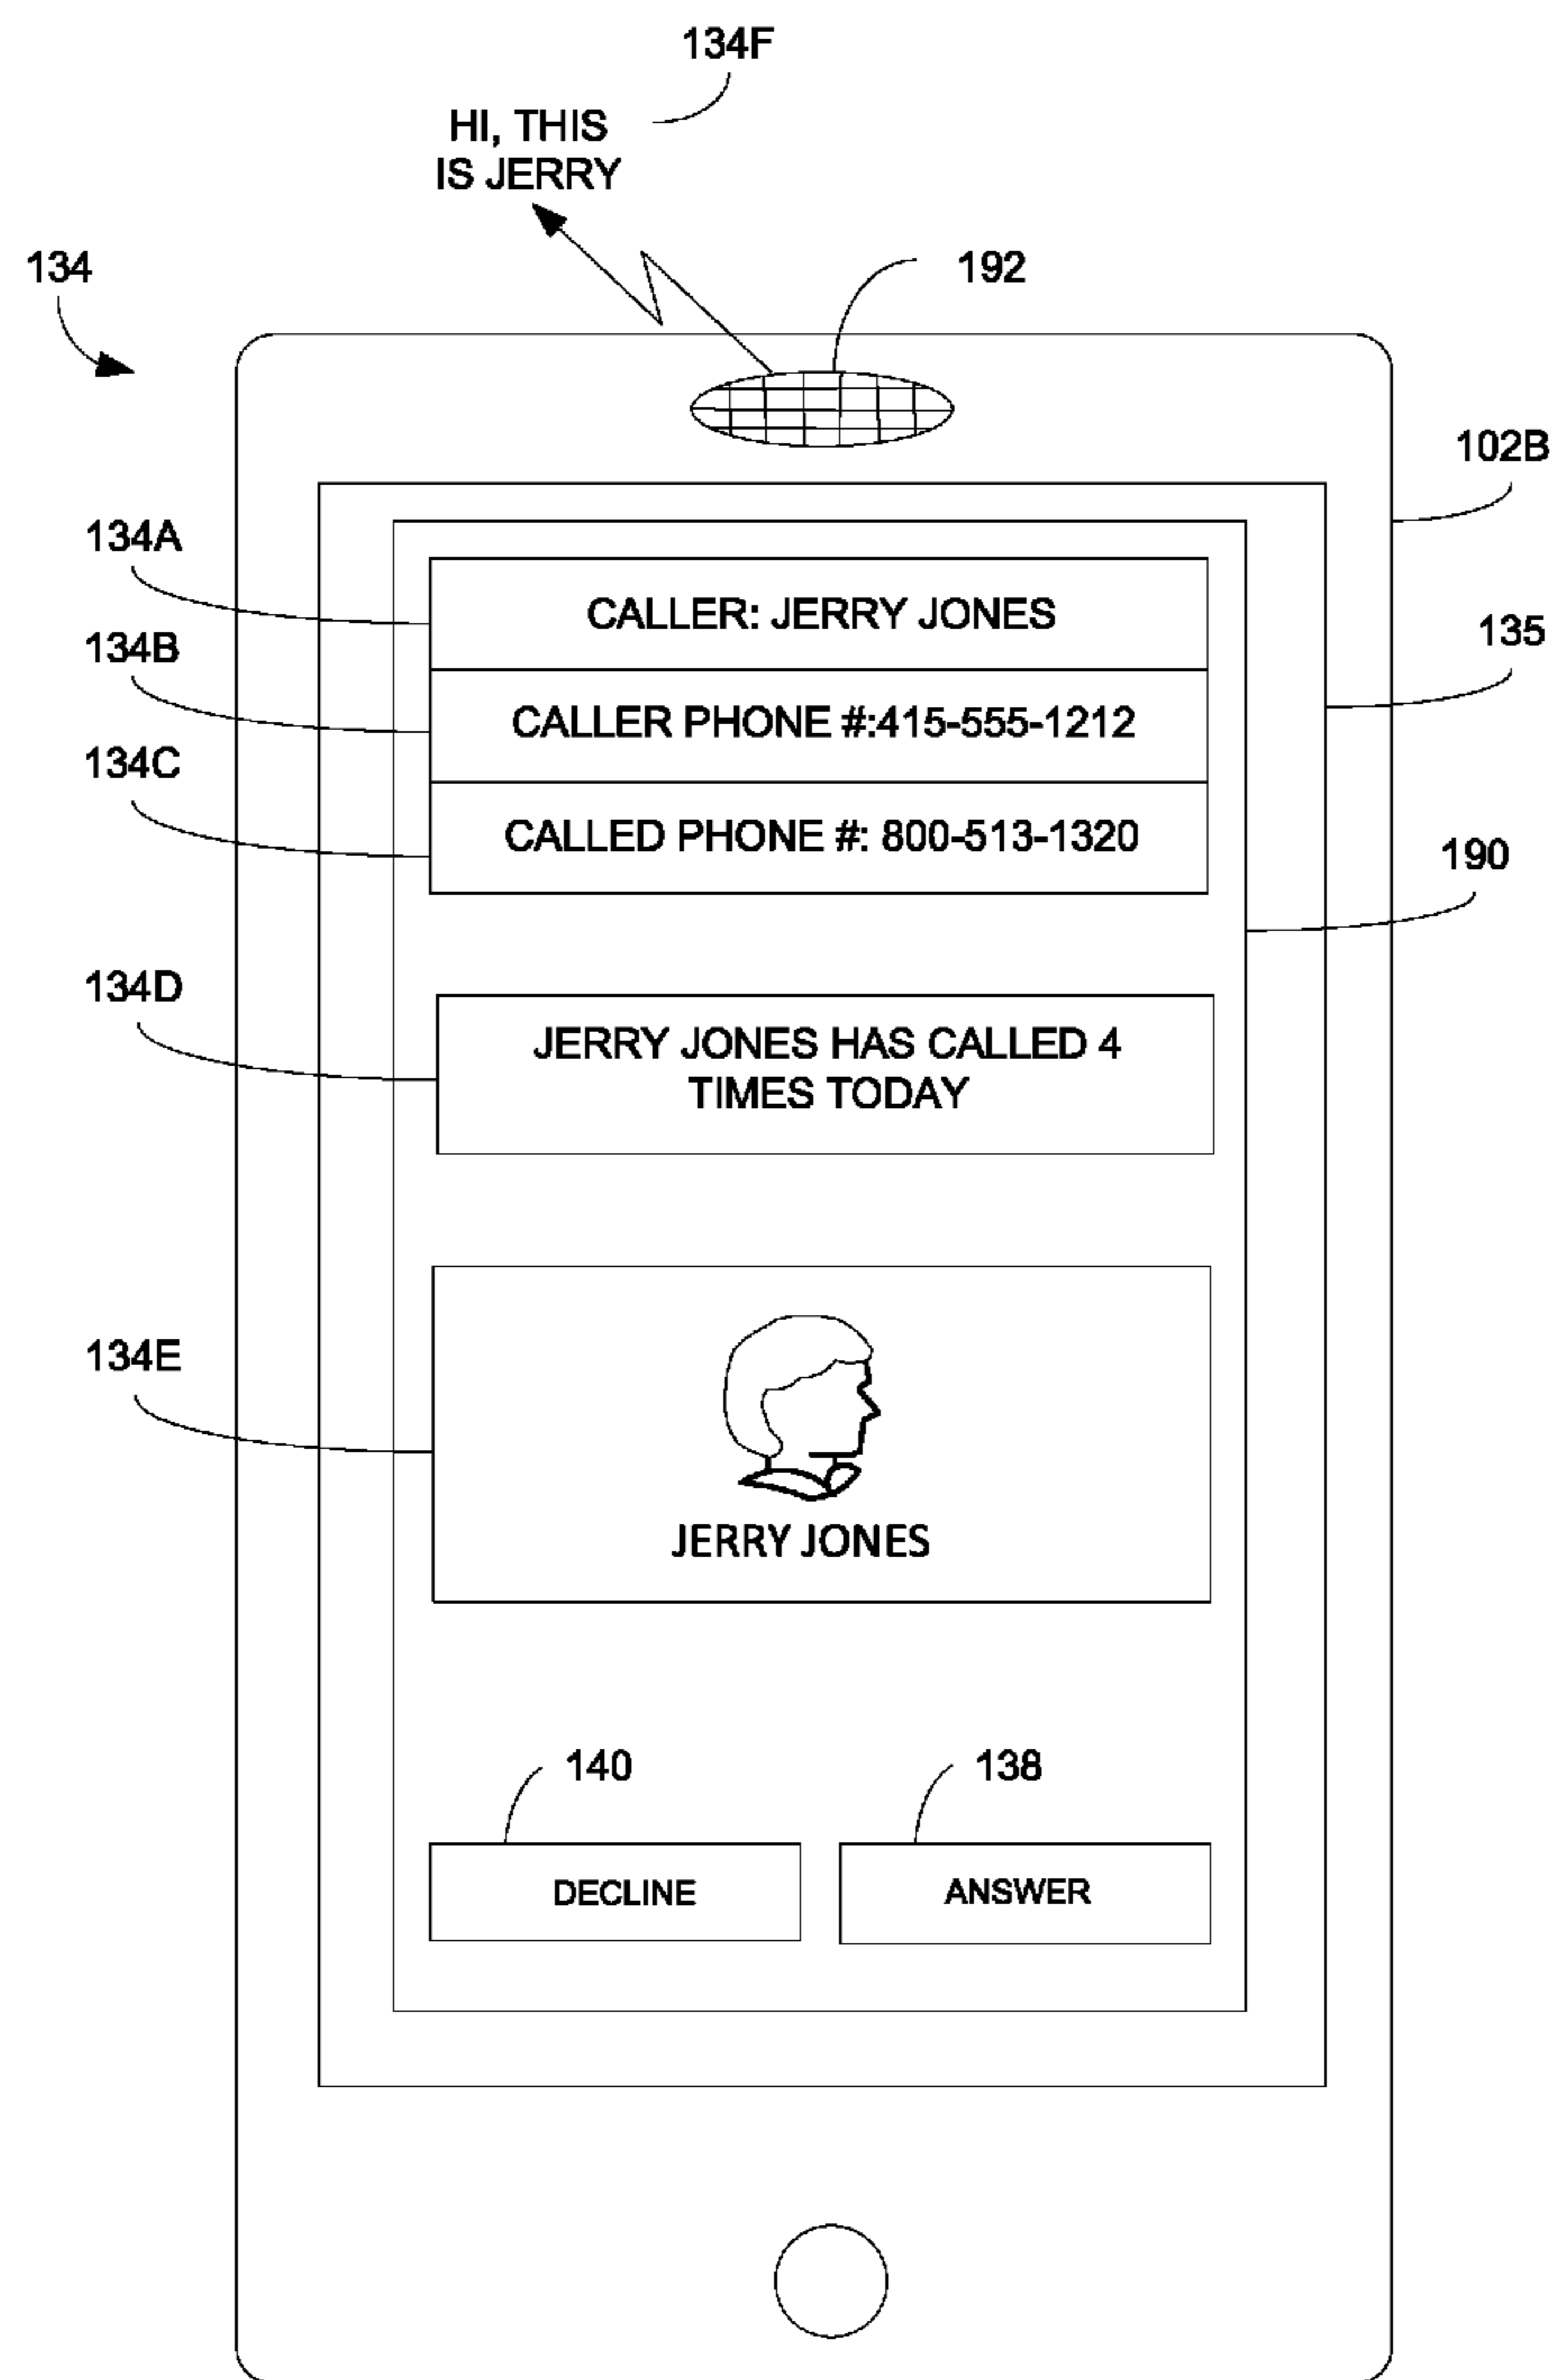 134F
HI, THIS
IS JERRY
134
192
102B
134A
CALLER: JERRY JONES
135
134B
CALLER PHONE #:415-555-1212
134C
CALLED PHONE #: 800-513-1320
190
134D
JERRY JONES HAS CALLED 4
TIMES TODAY
134E
JERRY JONES
140
138
DECLINE
ANSWER